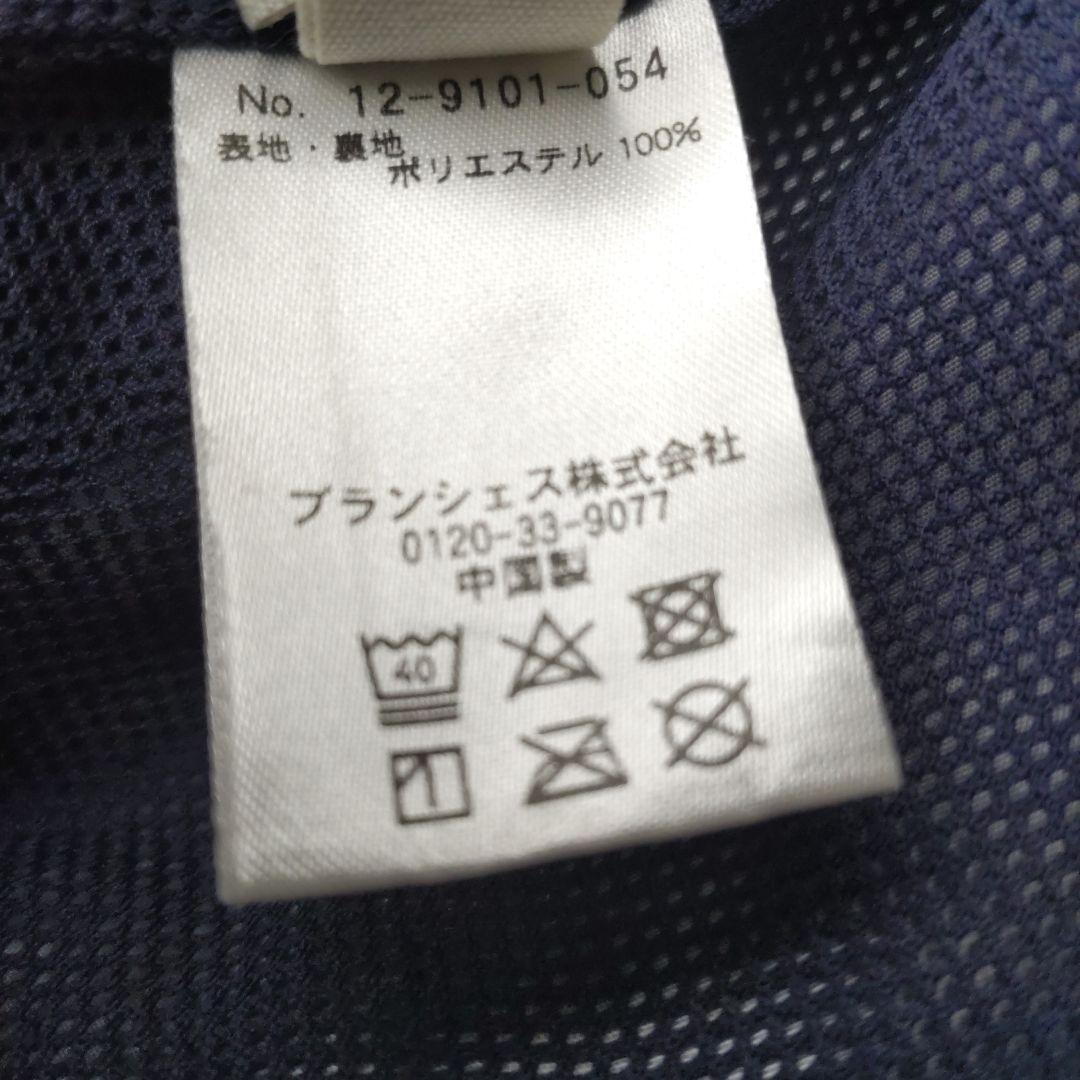 No. 12-9101-054
表地・裏地
ポリエステル 100%
ブランシェス株式会社
0120-33-9077
中国製
40